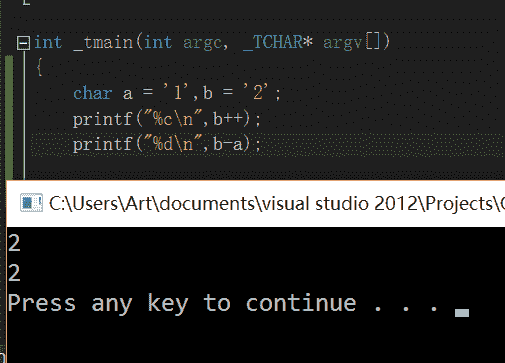 int _tmain(int argc, _TCHAR* argv[])
{
char a = '1',b = '2';
printf("%c\n",b++);
printf("%d\n",b-a);
C:\Users\Art\documents\visual studio 2012\Projects\
2
2
Press any key to continue . . .